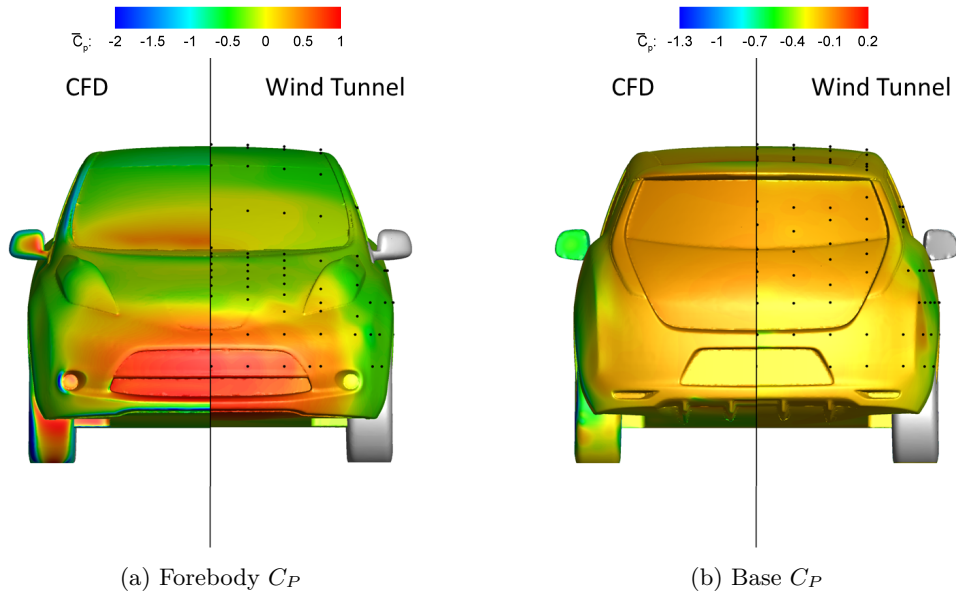 C̅p: -2 -1.5 -1 -0.5 0 0.5 1
C̅p: -1.3 -1 -0.7 -0.4 -0.1 0.2
CFD Wind Tunnel
CFD Wind Tunnel
(a) Forebody CP
(b) Base CP